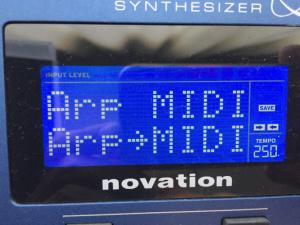 SYNTHESIZER
INPUT LEVEL
Arp MIDI
Arp→MIDI
SAVE
TEMPO
250
novation